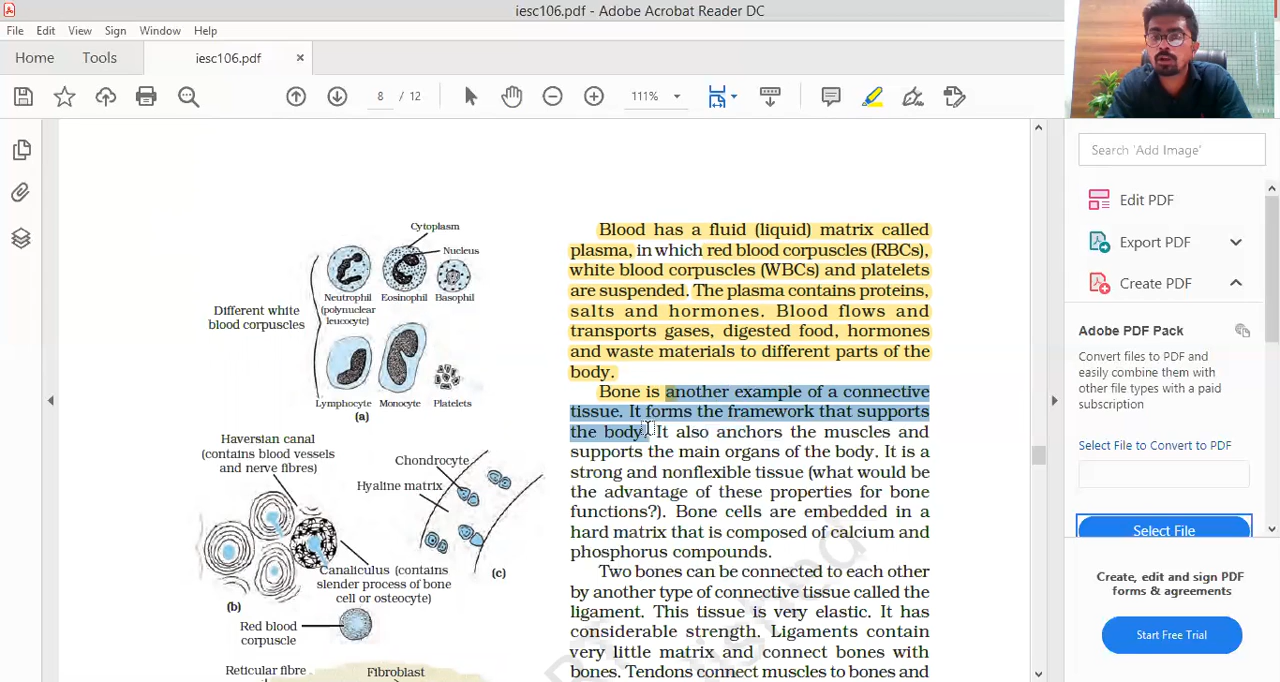 iesc106.pdf - Adobe Acrobat Reader DC
File Edit View Sign Window Help
Home Tools iesc106.pdf ×
8 / 12 111%
Search 'Add Image'
Edit PDF
Export PDF
Create PDF
Adobe PDF Pack
Convert files to PDF and
easily combine them with
other file types with a paid
subscription
Select File to Convert to PDF
Select File
Create, edit and sign PDF
forms & agreements
Start Free Trial
Cytoplasm
Nucleus
Neutrophil Eosinophil Basophil
(polynuclear
leucocyte)
Different white
blood corpuscles
Lymphocyte Monocyte Platelets
(a)
Haversian canal
(contains blood vessels
and nerve fibres)
Chondrocyte
Hyaline matrix
(c)
Canaliculus (contains
slender process of bone
cell or osteocyte)
(b)
Red blood
corpuscle
Reticular fibre
Fibroblast
Blood has a fluid (liquid) matrix called
plasma, in which red blood corpuscles (RBCs),
white blood corpuscles (WBCs) and platelets
are suspended. The plasma contains proteins,
salts and hormones. Blood flows and
transports gases, digested food, hormones
and waste materials to different parts of the
body.
Bone is another example of a connective
tissue. It forms the framework that supports
the body. It also anchors the muscles and
supports the main organs of the body. It is a
strong and nonflexible tissue (what would be
the advantage of these properties for bone
functions?). Bone cells are embedded in a
hard matrix that is composed of calcium and
phosphorus compounds.
Two bones can be connected to each other
by another type of connective tissue called the
ligament. This tissue is very elastic. It has
considerable strength. Ligaments contain
very little matrix and connect bones with
bones. Tendons connect muscles to bones and